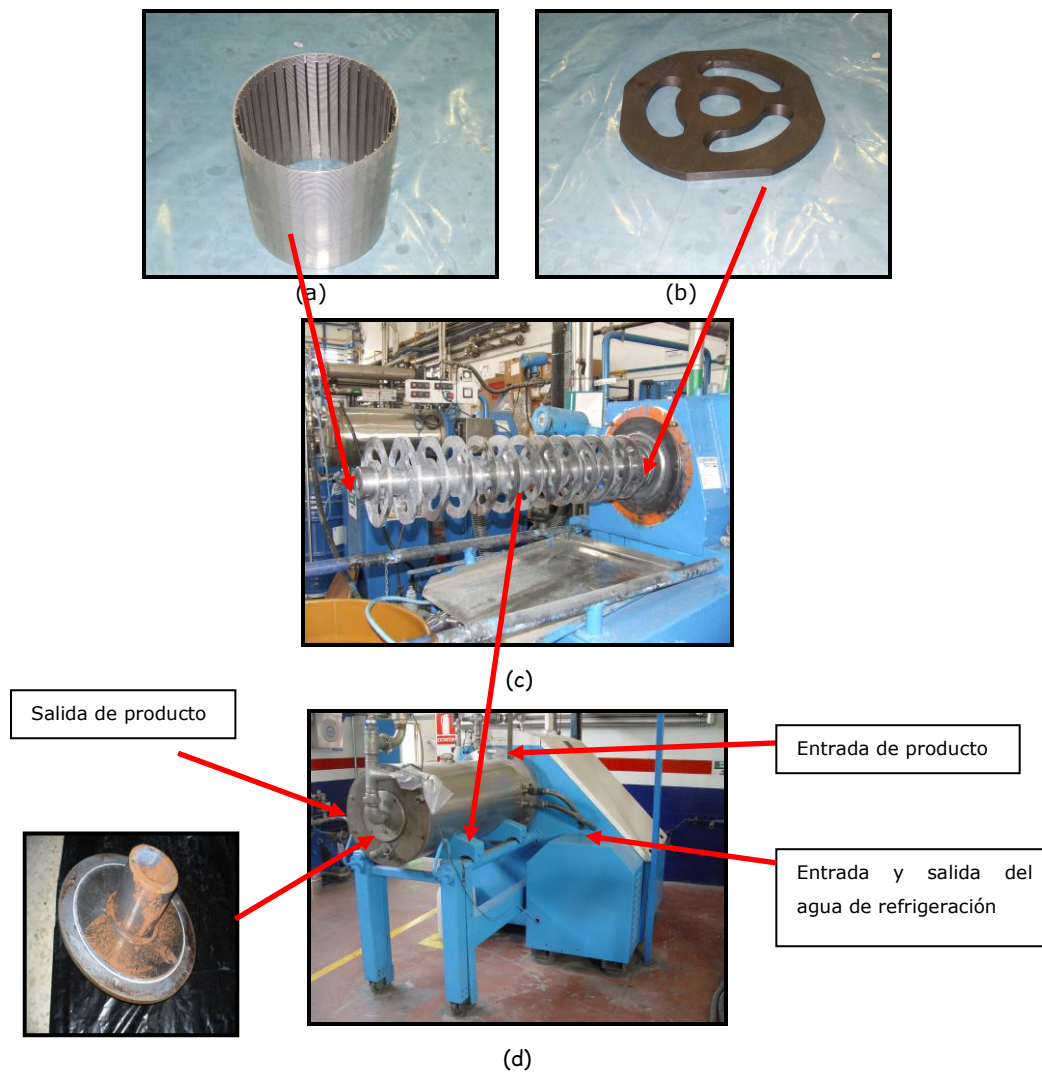 (a)
(b)
(c)
Salida de producto
Entrada de producto
Entrada y salida del
agua de refrigeración
(d)